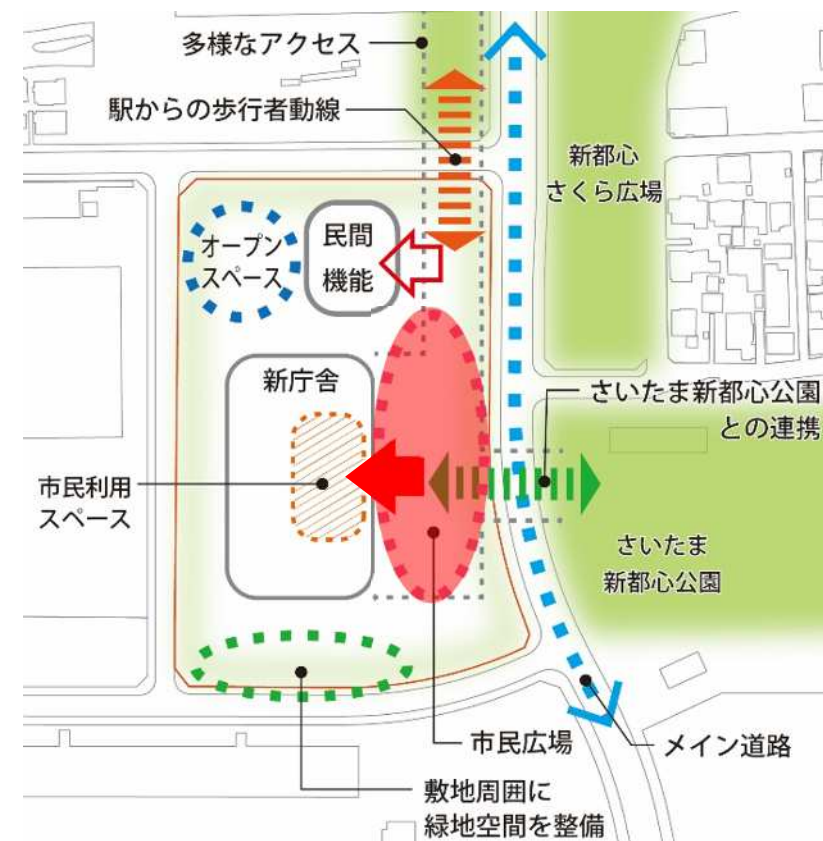 多様なアクセス
駅からの歩行者動線
新都心
さくら広場
オープン
スペース
民間
機能
新庁舎
さいたま新都心公園
との連携
市民利用
スペース
さいたま
新都心公園
市民広場
メイン道路
敷地周囲に
緑地空間を整備